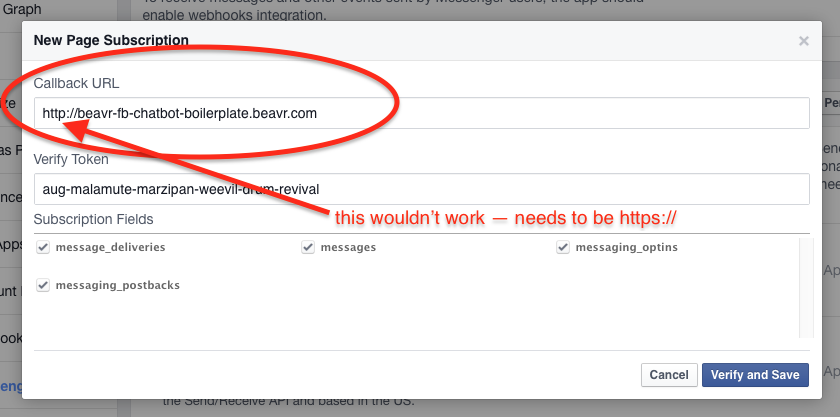 Graph
To receive messages and other events sent by Messenger users, the app should
enable webhooks integration.
New Page Subscription
×
Callback URL
http://beavr-fb-chatbot-boilerplate.beavr.com
Verify Token
aug-malamute-marzipan-weevil-drum-revival
this wouldn't work — needs to be https://
Subscription Fields
message_deliveries
messages
messaging_optins
messaging_postbacks
Cancel
Verify and Save
the Send/Receive API and based in the US.